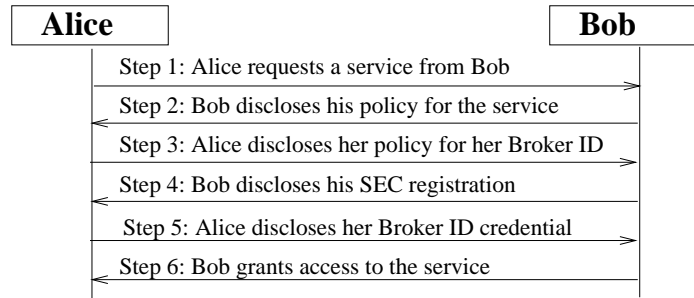 Alice Bob
Step 1: Alice requests a service from Bob
Step 2: Bob discloses his policy for the service
Step 3: Alice discloses her policy for her Broker ID
Step 4: Bob discloses his SEC registration
Step 5: Alice discloses her Broker ID credential
Step 6: Bob grants access to the service